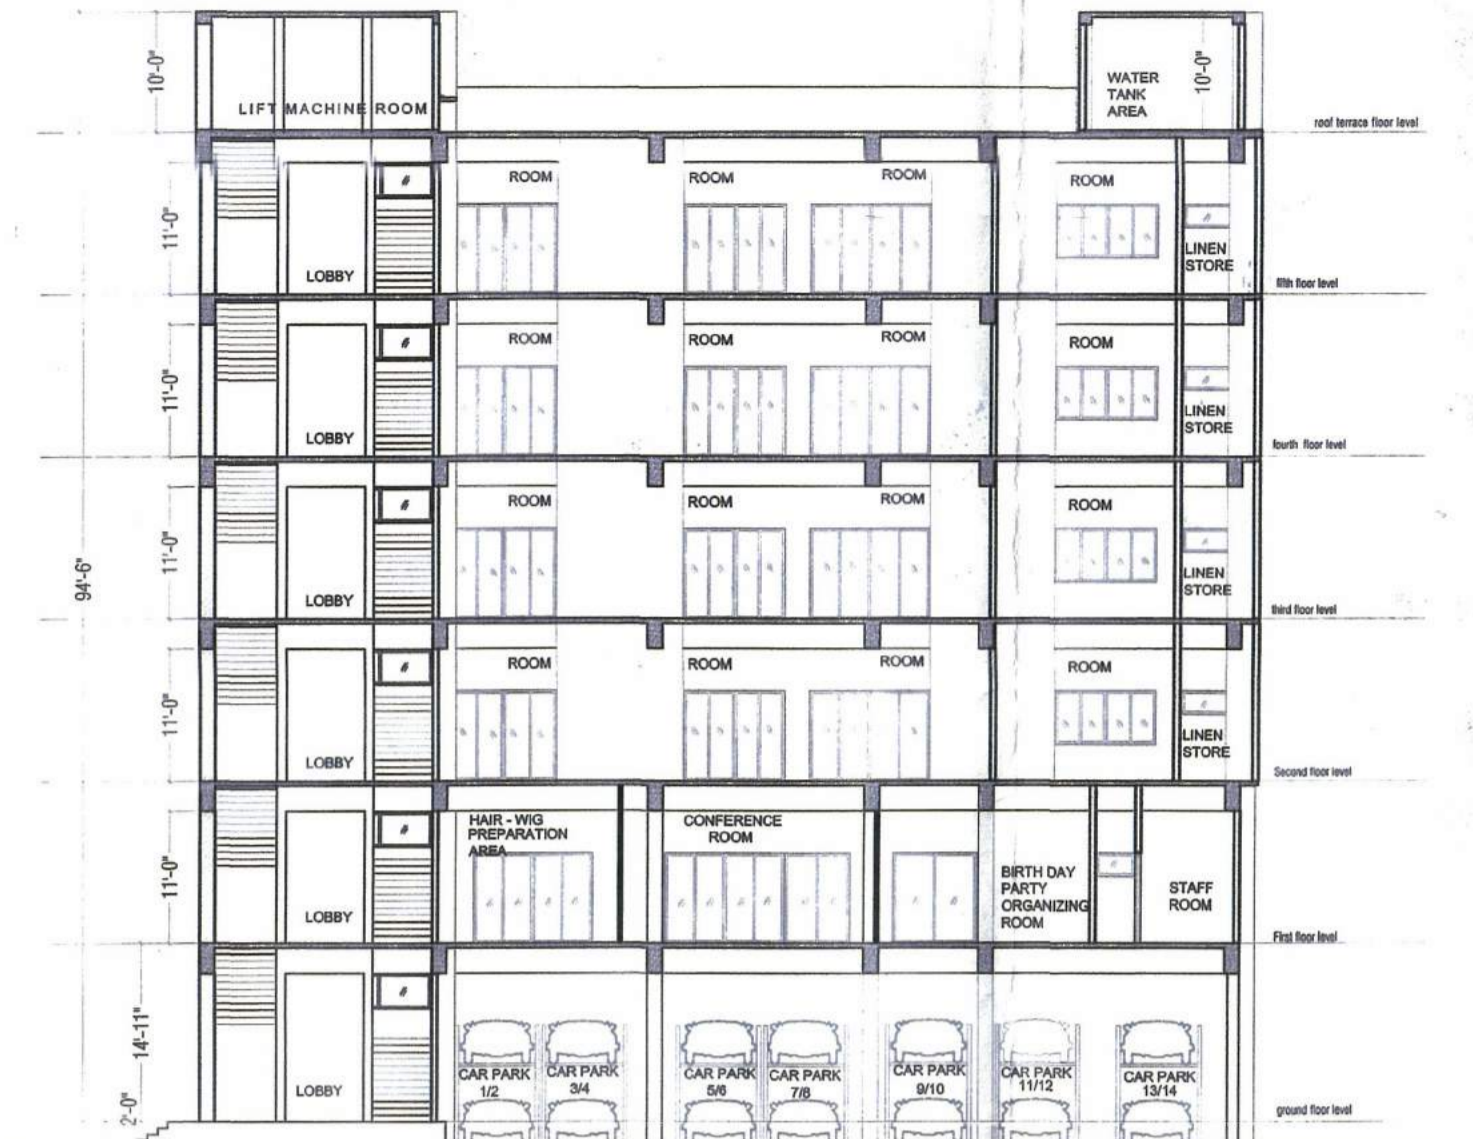 10'-0"
LIFT MACHINE ROOM
WATER
TANK
AREA
10'-0"
roof terrace floor level
94'-6"
11'-0"
LOBBY
ROOM
ROOM
ROOM
ROOM
LINEN
STORE
fifth floor level
11'-0"
LOBBY
ROOM
ROOM
ROOM
ROOM
LINEN
STORE
fourth floor level
11'-0"
LOBBY
ROOM
ROOM
ROOM
ROOM
LINEN
STORE
third floor level
11'-0"
LOBBY
ROOM
ROOM
ROOM
ROOM
LINEN
STORE
Second floor level
11'-0"
LOBBY
HAIR - WIG
PREPARATION
AREA
CONFERENCE
ROOM
BIRTH DAY
PARTY
ORGANIZING
ROOM
STAFF
ROOM
First floor level
14'-11"
2'-0"
LOBBY
CAR PARK
1/2
CAR PARK
3/4
CAR PARK
5/6
CAR PARK
7/8
CAR PARK
9/10
CAR PARK
11/12
CAR PARK
13/14
ground floor level